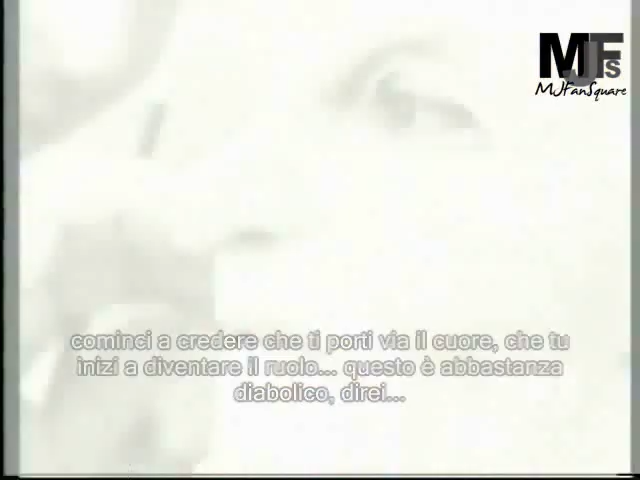 MJFs
MJFanSquare
cominci a credere che ti porti via il cuore, che tu
inizi a diventare il ruolo... questo è abbastanza
diabolico, direi...